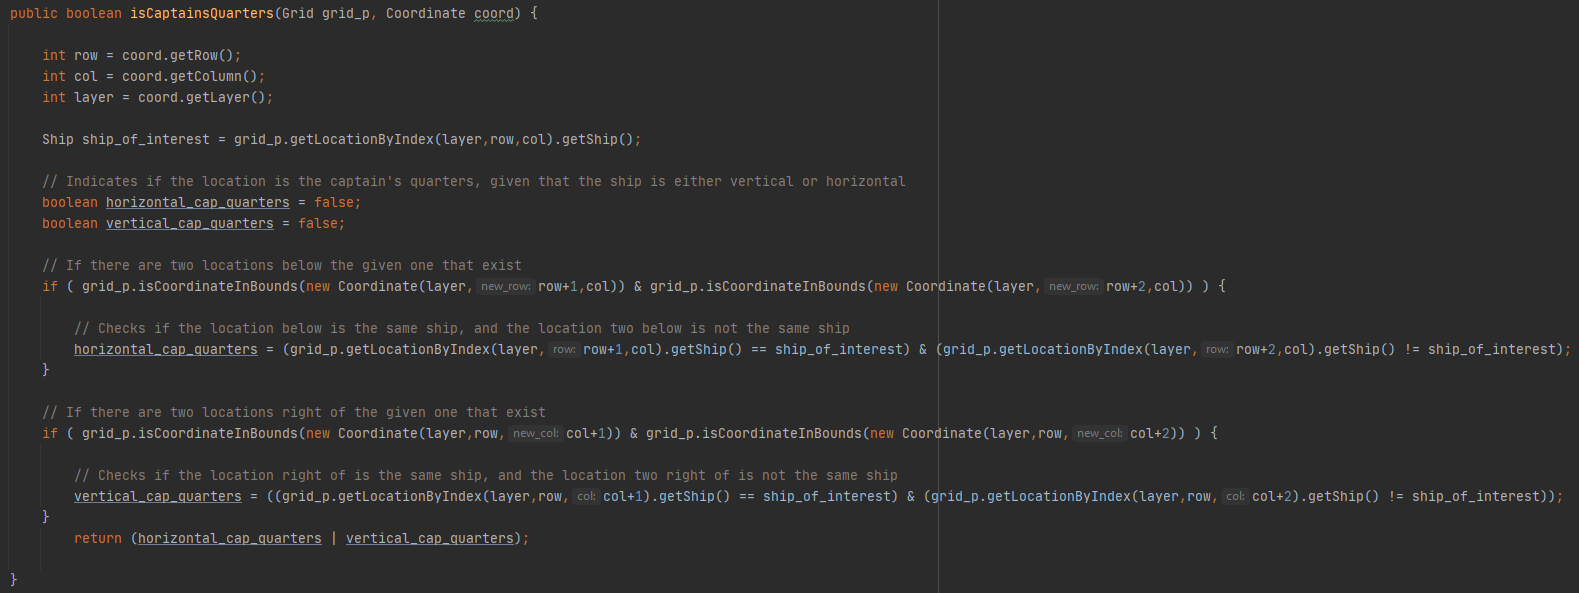 public boolean isCaptainsQuarters(Grid grid_p, Coordinate coord) {
int row = coord.getRow();
int col = coord.getColumn();
int layer = coord.getLayer();
Ship ship_of_interest = grid_p.getLocationByIndex(layer,row,col).getShip();
// Indicates if the location is the captain's quarters, given that the ship is either vertical or horizontal
boolean horizontal_cap_quarters = false;
boolean vertical_cap_quarters = false;
// If there are two locations below the given one that exist
if ( grid_p.isCoordinateInBounds(new Coordinate(layer, new_row: row+1,col)) & grid_p.isCoordinateInBounds(new Coordinate(layer, new_row: row+2,col)) ) {
// Checks if the location below is the same ship, and the location two below is not the same ship
horizontal_cap_quarters = (grid_p.getLocationByIndex(layer, row: row+1,col).getShip() == ship_of_interest) & (grid_p.getLocationByIndex(layer, row: row+2,col).getShip() != ship_of_interest);
}
// If there are two locations right of the given one that exist
if ( grid_p.isCoordinateInBounds(new Coordinate(layer,row, new_col: col+1)) & grid_p.isCoordinateInBounds(new Coordinate(layer,row, new_col: col+2)) ) {
// Checks if the location right of is the same ship, and the location two right of is not the same ship
vertical_cap_quarters = ((grid_p.getLocationByIndex(layer,row, col: col+1).getShip() == ship_of_interest) & (grid_p.getLocationByIndex(layer,row, col: col+2).getShip() != ship_of_interest));
}
return (horizontal_cap_quarters | vertical_cap_quarters);
}